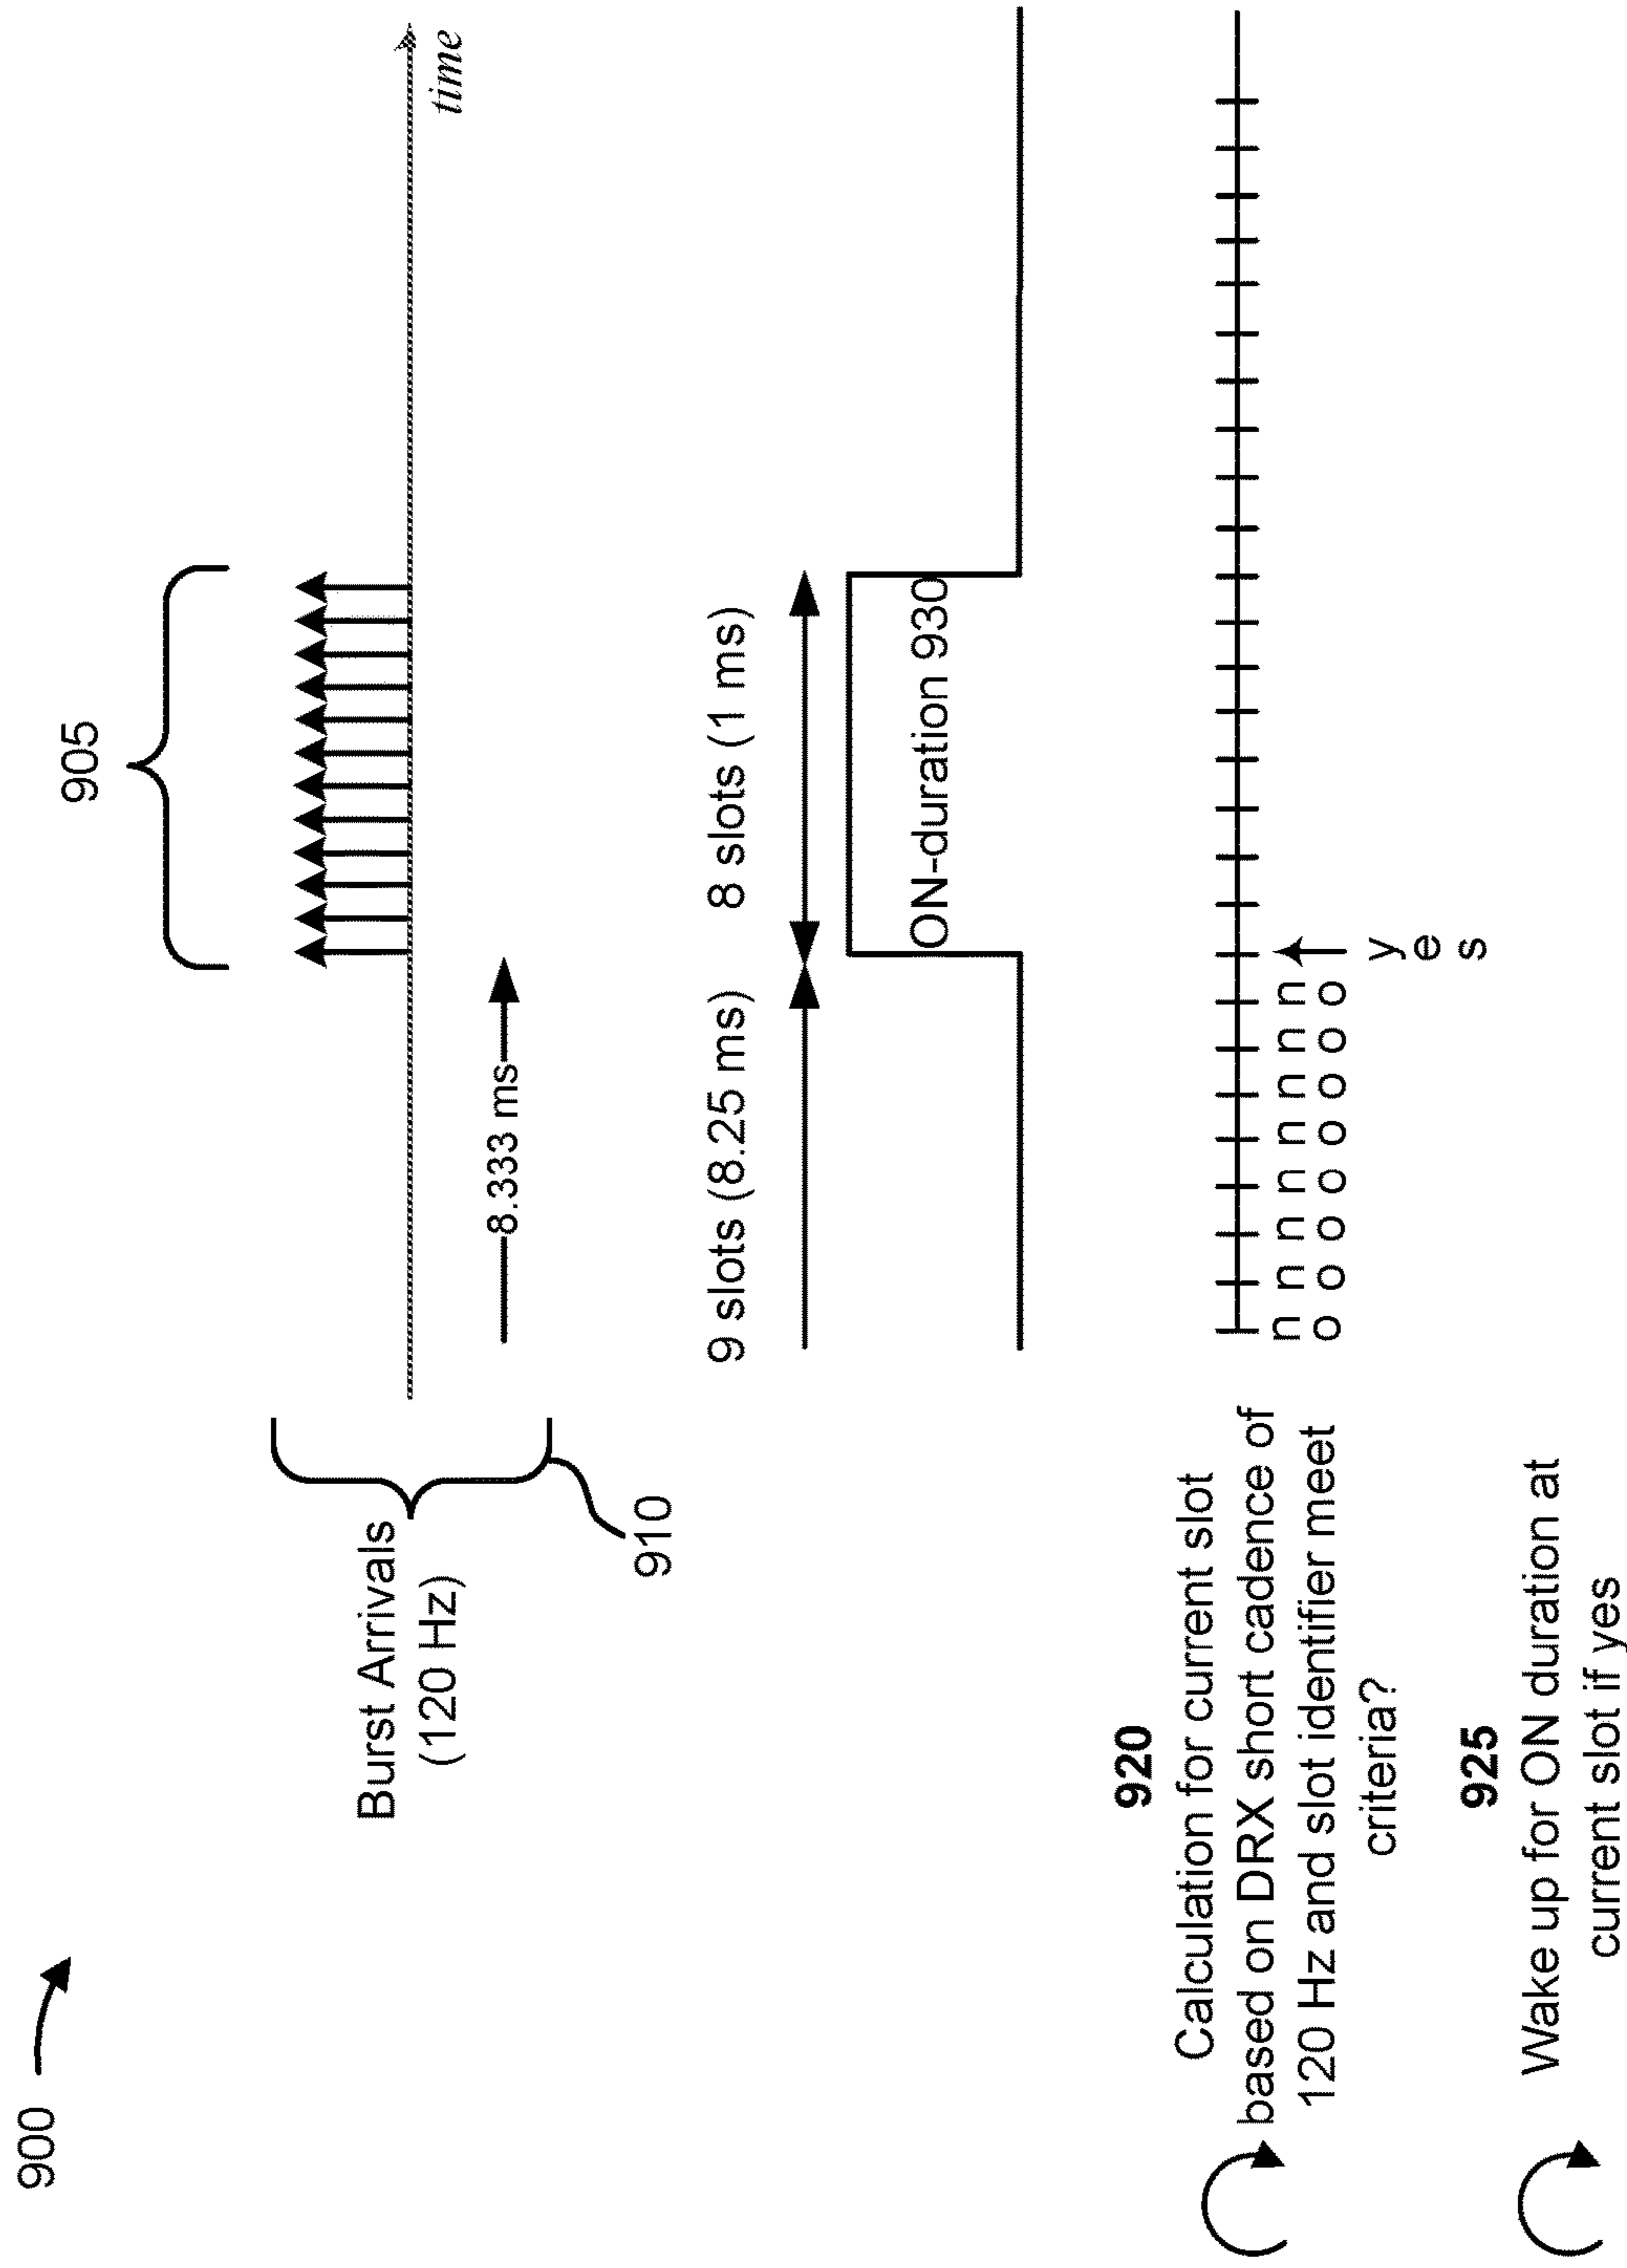 900
905
Burst Arrivals
(120 Hz)
910
time
8.333 ms
9 slots (8.25 ms)
8 slots (1 ms)
ON-duration 930
920
Calculation for current slot
based on DRX short cadence of
120 Hz and slot identifier meet
criteria?
n n n n n n n n
o o o o o o o o
y
e
s
925
Wake up for ON duration at
current slot if yes